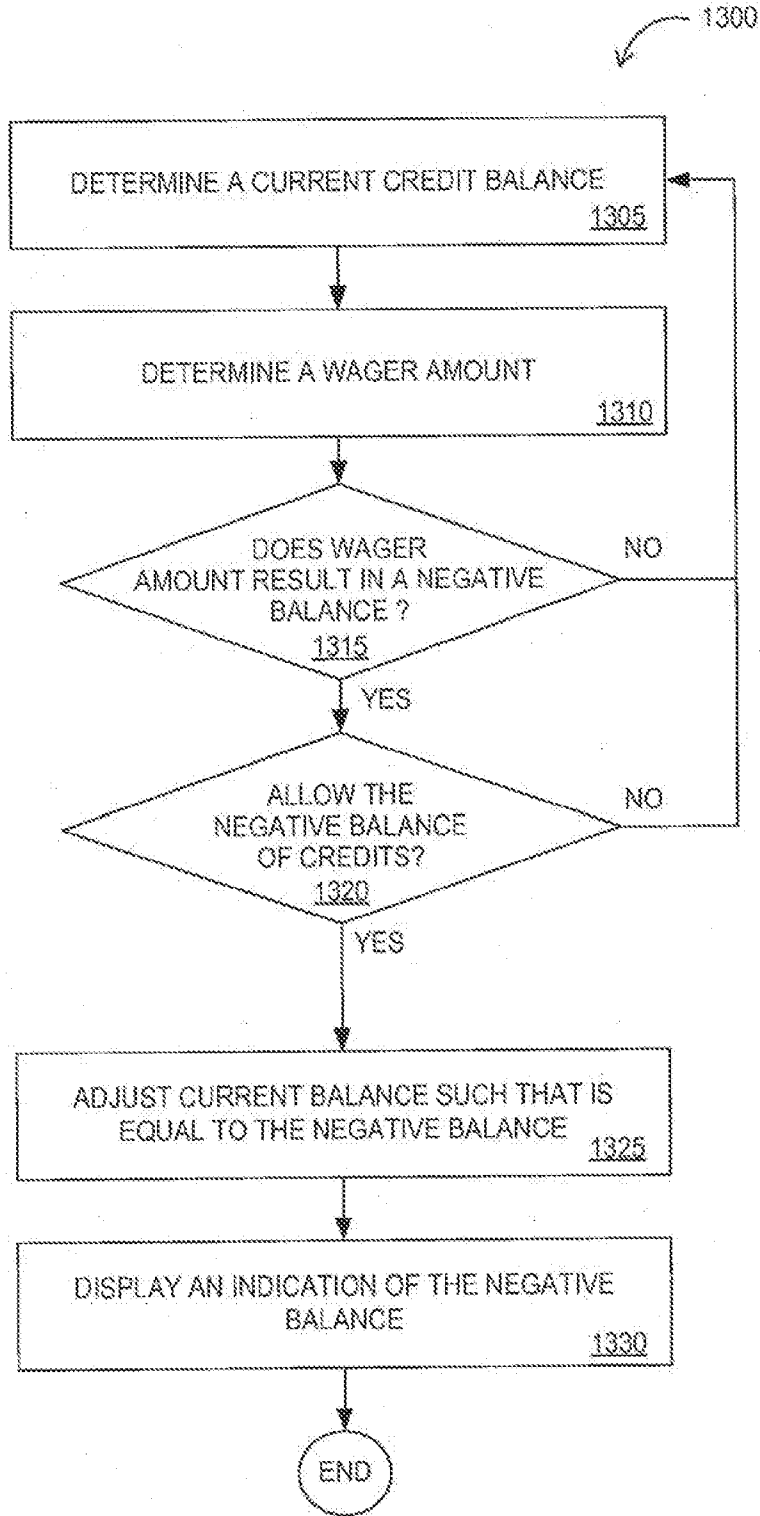 1300
DETERMINE A CURRENT CREDIT BALANCE
1305
DETERMINE A WAGER AMOUNT
1310
DOES WAGER
AMOUNT RESULT IN A NEGATIVE
BALANCE ?
1315
NO
YES
ALLOW THE
NEGATIVE BALANCE
OF CREDITS?
1320
NO
YES
ADJUST CURRENT BALANCE SUCH THAT IS
EQUAL TO THE NEGATIVE BALANCE
1325
DISPLAY AN INDICATION OF THE NEGATIVE
BALANCE
1330
END